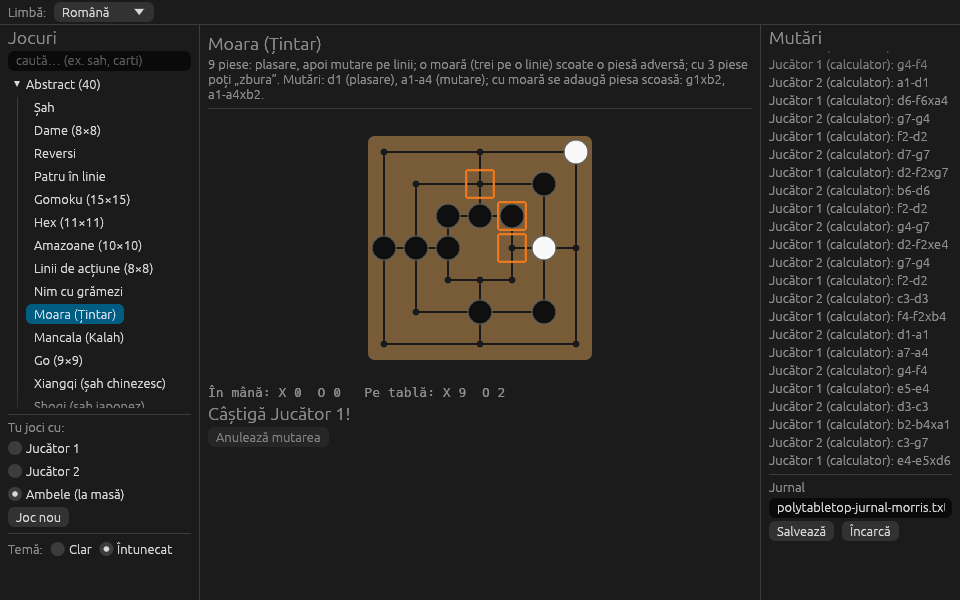 Limbă: Română
Jocuri
caută... (ex. sah, carti)
Abstract (40)
Șah
Dame (8×8)
Reversi
Patru în linie
Gomoku (15×15)
Hex (11×11)
Amazoane (10×10)
Linii de acțiune (8×8)
Nim cu grămezi
Moara (Țintar)
Mancala (Kalah)
Go (9×9)
Xiangqi (șah chinezesc)
Shogi (șah japonez)
Tu joci cu:
Jucător 1
Jucător 2
Ambele (la masă)
Joc nou
Temă: Clar Întunecat
Moara (Țintar)
9 piese: plasare, apoi mutare pe linii; o moară (trei pe o linie) scoate o piesă adversă; cu 3 piese
poți „zbura”. Mutări: d1 (plasare), a1-a4 (mutare); cu moară se adaugă piesa scoasă: g1xb2,
a1-a4xb2.
În mână: X 0 O 0 Pe tablă: X 9 O 2
Câștigă Jucător 1!
Anulează mutarea
Mutări
Jucător 1 (calculator): g4-f4
Jucător 2 (calculator): a1-d1
Jucător 1 (calculator): d6-f6xa4
Jucător 2 (calculator): g7-g4
Jucător 1 (calculator): f2-d2
Jucător 2 (calculator): d7-g7
Jucător 1 (calculator): d2-f2xg7
Jucător 2 (calculator): b6-d6
Jucător 1 (calculator): f2-d2
Jucător 2 (calculator): g4-g7
Jucător 1 (calculator): d2-f2xe4
Jucător 2 (calculator): g7-g4
Jucător 1 (calculator): f2-d2
Jucător 2 (calculator): c3-d3
Jucător 1 (calculator): f4-f2xb4
Jucător 2 (calculator): d1-a1
Jucător 1 (calculator): a7-a4
Jucător 2 (calculator): g4-f4
Jucător 1 (calculator): e5-e4
Jucător 2 (calculator): d3-c3
Jucător 1 (calculator): b2-b4xa1
Jucător 2 (calculator): c3-g7
Jucător 1 (calculator): e4-e5xd6
Jurnal
polytabletop-jurnal-morris.txt
Salvează Încarcă